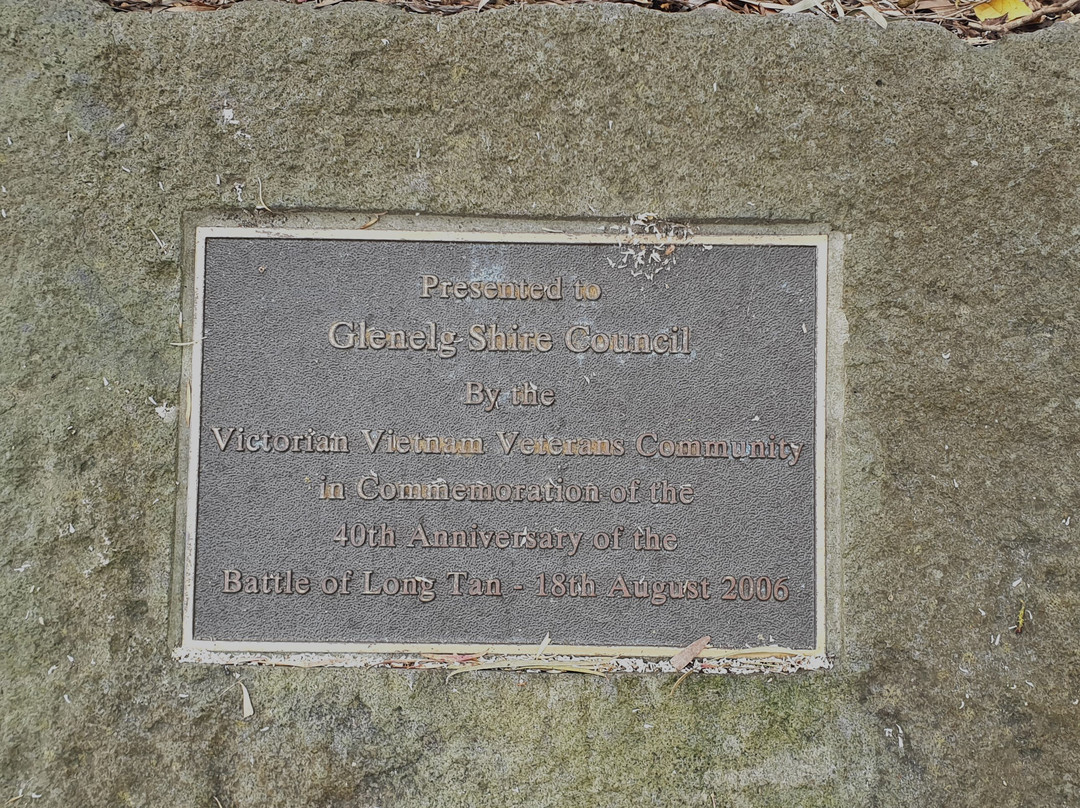 Presented to
Glenelg Shire Council
By the
Victorian Vietnam Veterans Community
in Commemoration of the
40th Anniversary of the
Battle of Long Tan - 18th August 2006